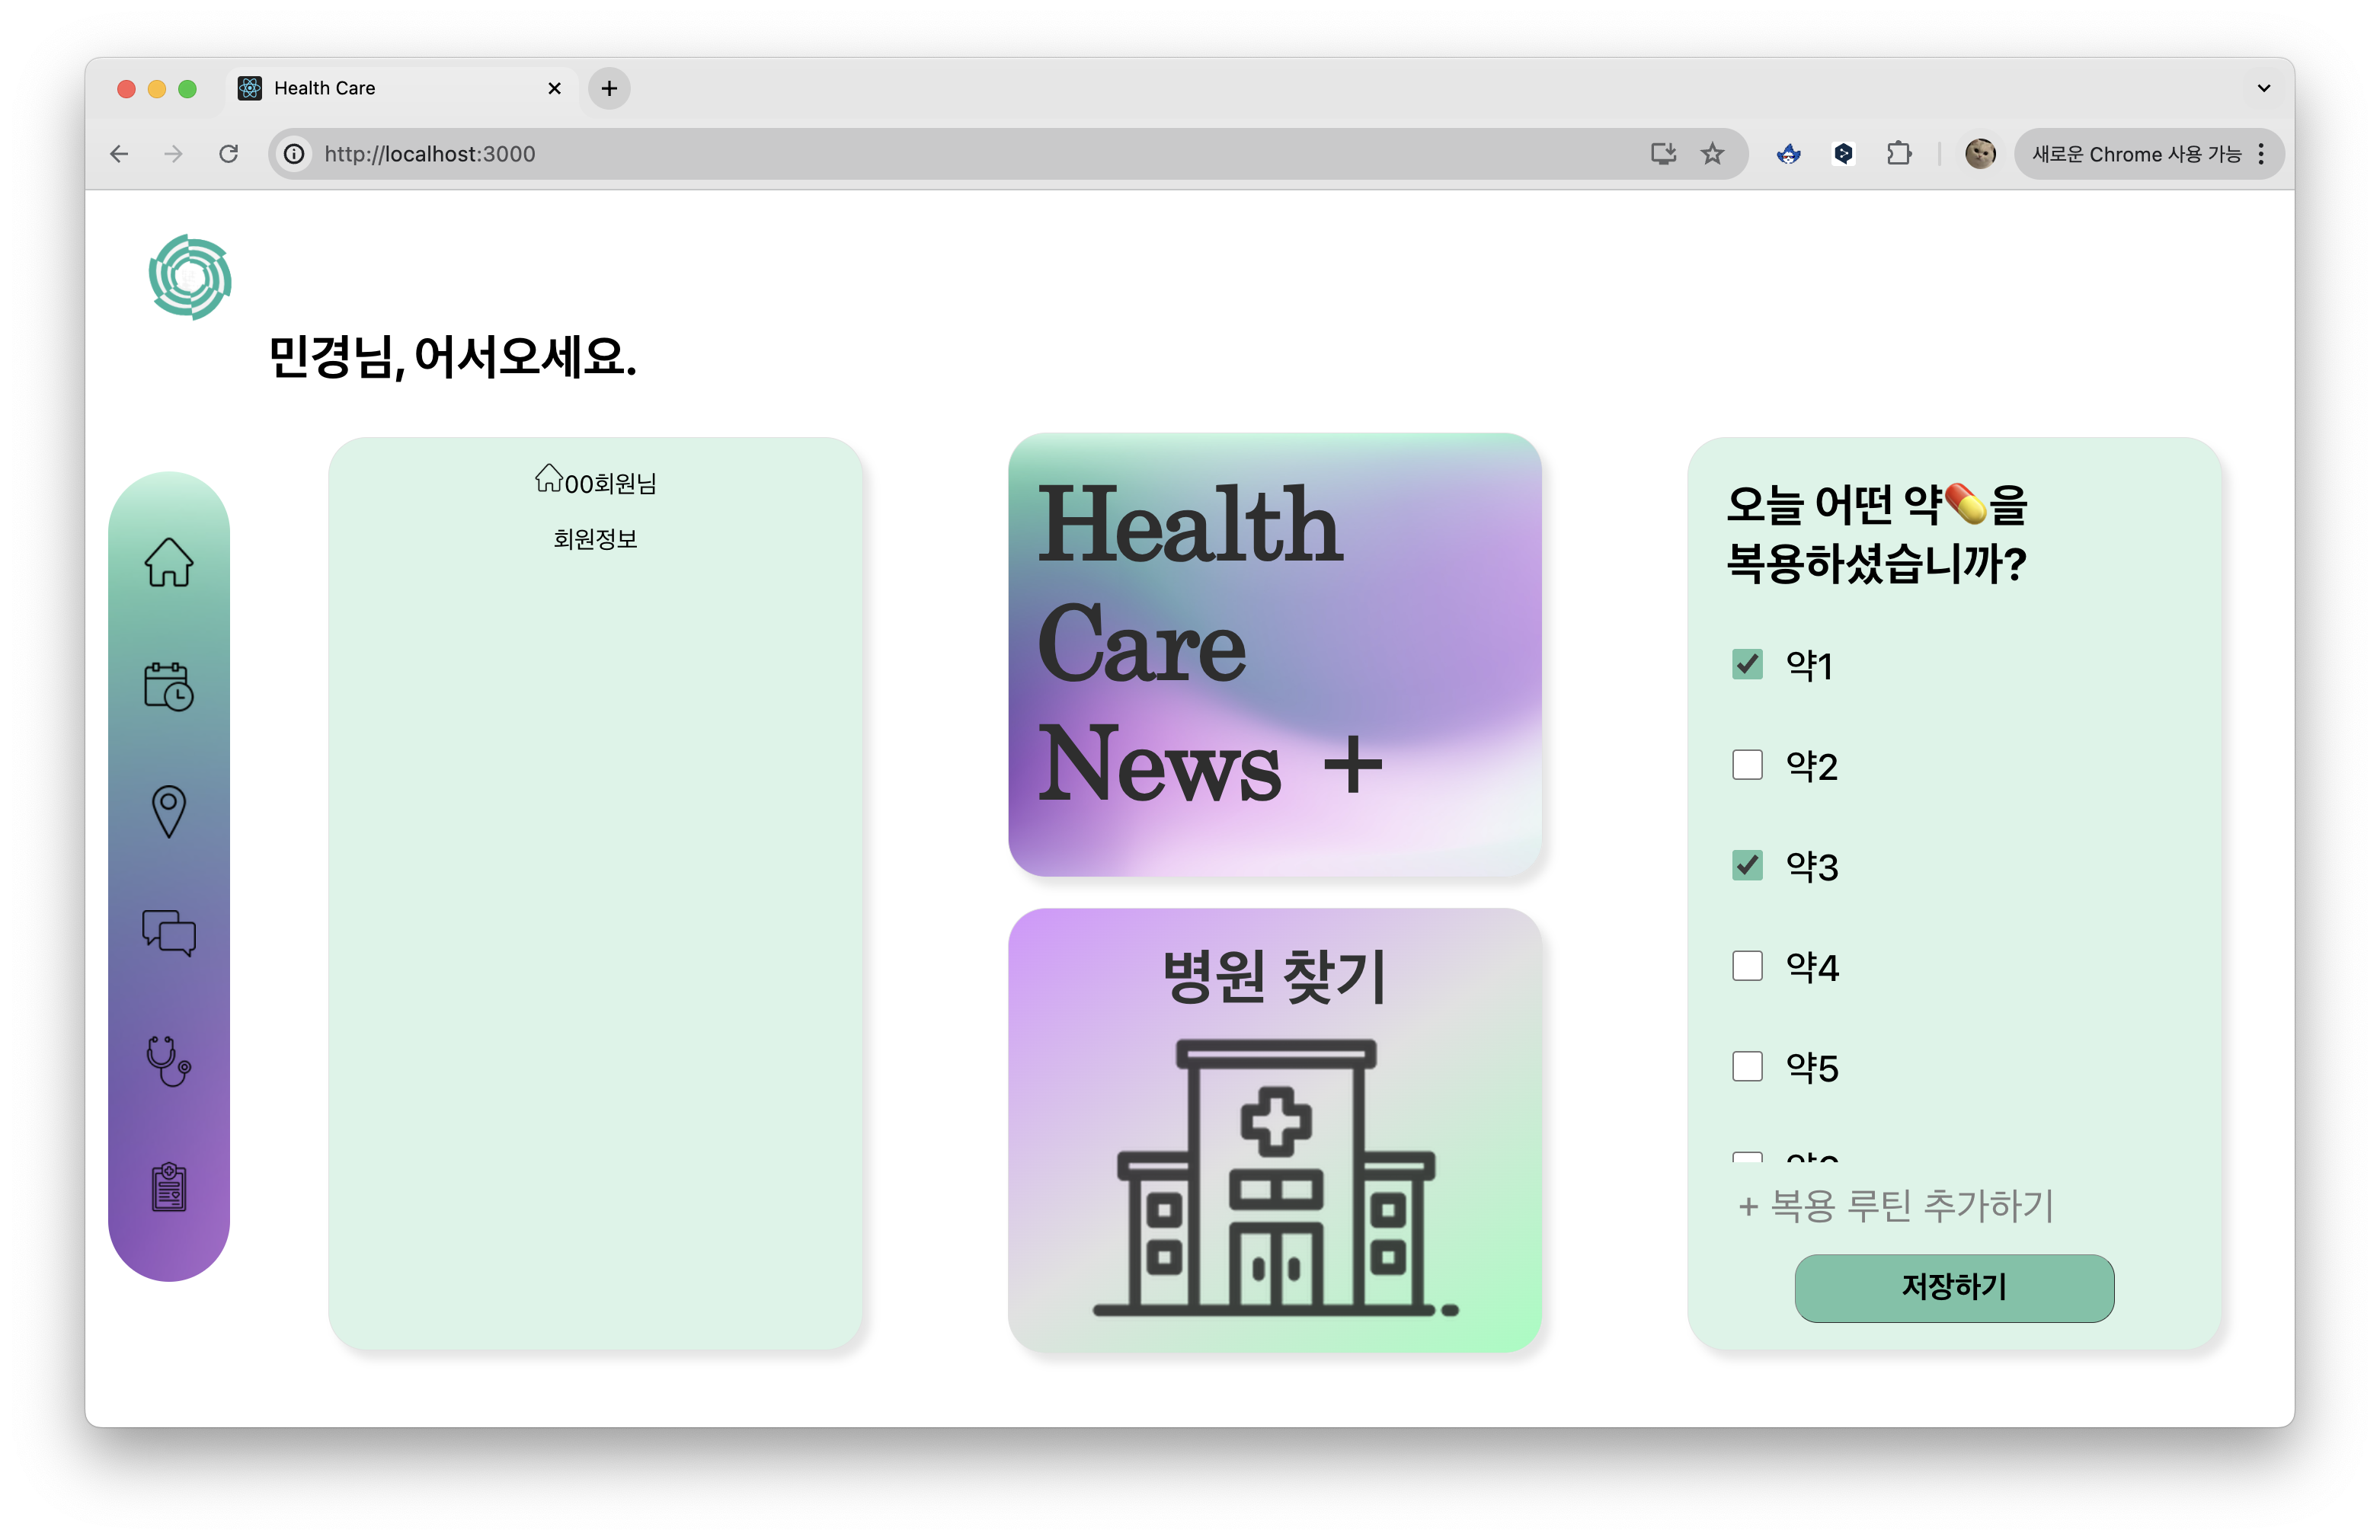 Health Care
http://localhost:3000
새로운 Chrome 사용 가능
민경님, 어서오세요.
00회원님
회원정보
Health
Care
News +
병원 찾기
오늘 어떤 약💊을
복용하셨습니까?
약1
약2
약3
약4
약5
+ 복용 루틴 추가하기
저장하기